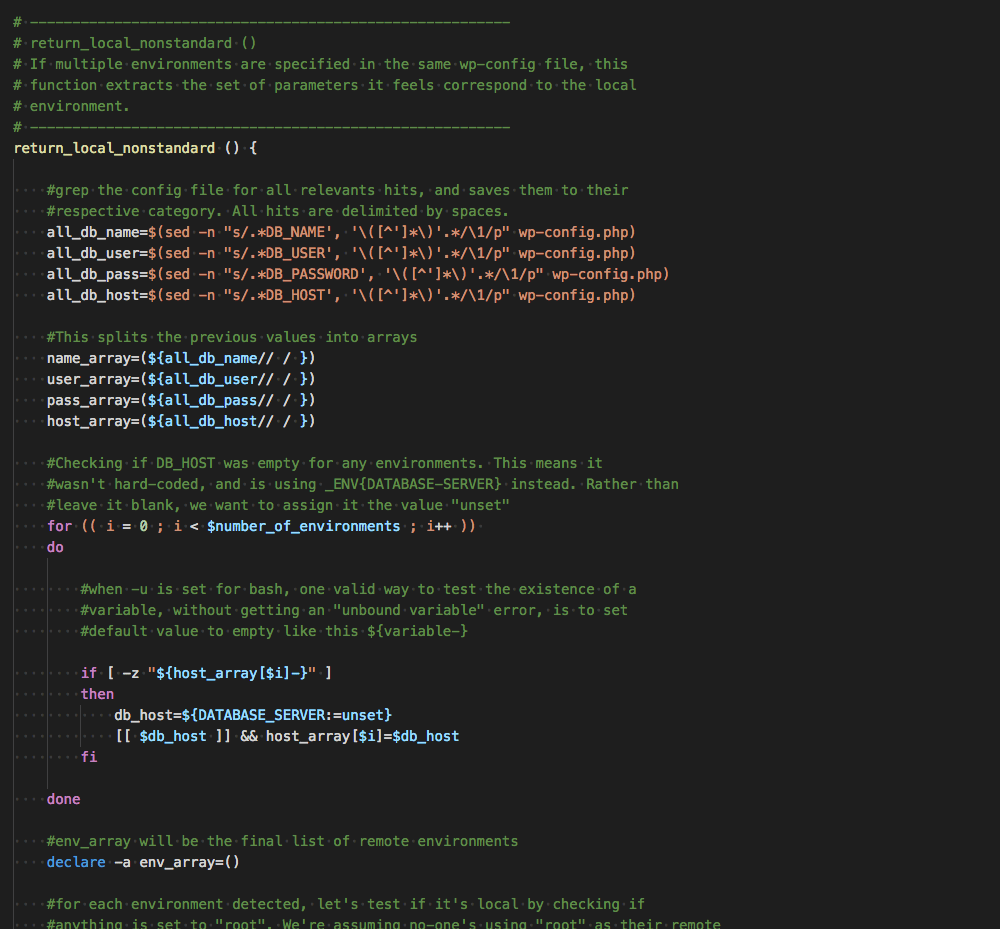 # ---------------------------------------------------------
# return_local_nonstandard ()
# If multiple environments are specified in the same wp-config file, this
# function extracts the set of parameters it feels correspond to the local
# environment.
# ---------------------------------------------------------
return_local_nonstandard () {
#grep the config file for all relevants hits, and saves them to their
#respective category. All hits are delimited by spaces.
all_db_name=$(sed -n "s/.*DB_NAME', '\([^']*\)'.*/\1/p" wp-config.php)
all_db_user=$(sed -n "s/.*DB_USER', '\([^']*\)'.*/\1/p" wp-config.php)
all_db_pass=$(sed -n "s/.*DB_PASSWORD', '\([^']*\)'.*/\1/p" wp-config.php)
all_db_host=$(sed -n "s/.*DB_HOST', '\([^']*\)'.*/\1/p" wp-config.php)
#This splits the previous values into arrays
name_array=(${all_db_name// / })
user_array=(${all_db_user// / })
pass_array=(${all_db_pass// / })
host_array=(${all_db_host// / })
#Checking if DB_HOST was empty for any environments. This means it
#wasn't hard-coded, and is using _ENV{DATABASE-SERVER} instead. Rather than
#leave it blank, we want to assign it the value "unset"
for (( i = 0 ; i < $number_of_environments ; i++ ))
do
#when -u is set for bash, one valid way to test the existence of a
#variable, without getting an "unbound variable" error, is to set
#default value to empty like this ${variable-}
if [ -z "${host_array[$i]-}" ]
then
db_host=${DATABASE_SERVER:=unset}
[[ $db_host ]] && host_array[$i]=$db_host
fi
done
#env_array will be the final list of remote environments
declare -a env_array=()
#for each environment detected, let's test if it's local by checking if
#anything is set to "root". We're assuming no-one's using "root" as their remote